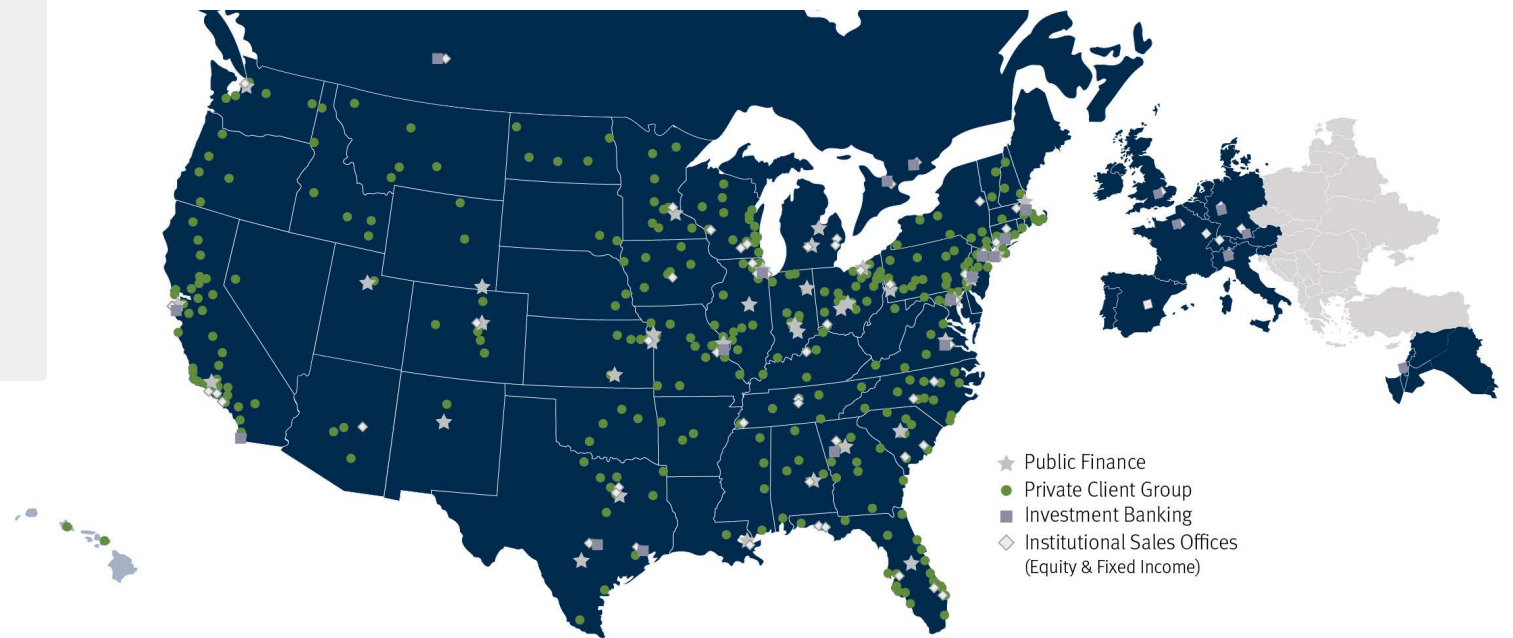 Public Finance
Private Client Group
Investment Banking
Institutional Sales Offices
(Equity & Fixed Income)